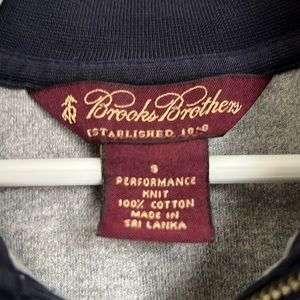 Brooks Brothers
ESTABLISHED 1818
S
PERFORMANCE
KNIT
100% COTTON
MADE IN
SRI LANKA